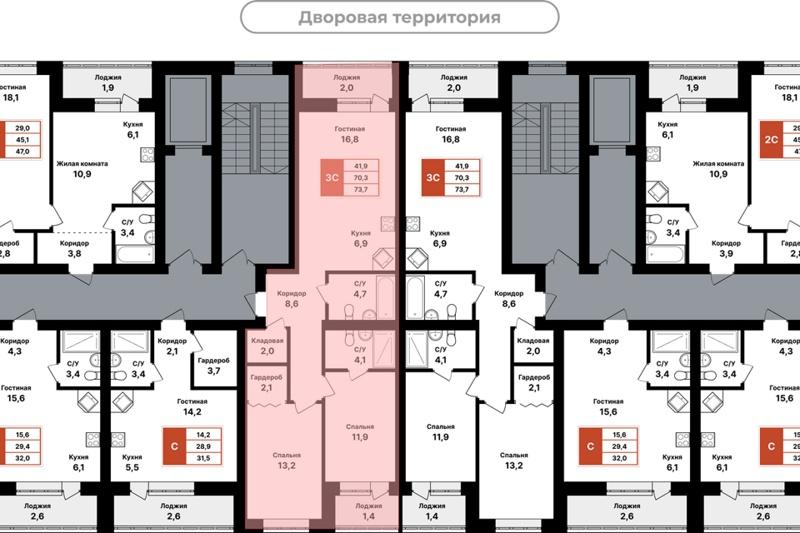 Дворовая территория
Лоджия
1,9
Лоджия
2,0
Лоджия
2,0
Лоджия
1,9
Гостиная
18,1
Кухня
6,1
Гостиная
16,8
Гостиная
16,8
Кухня
6,1
Гостиная
18,1
29,0
45,1
47,0
Жилая комната
10,9
3С
41,9
70,3
73,7
3С
41,9
70,3
73,7
Жилая комната
10,9
2С
С/У
3,4
Кухня
6,9
Кухня
6,9
С/У
3,4
2,8
Коридор
3,8
Коридор
3,9
2,8
Коридор
8,6
С/У
4,7
С/У
4,7
Коридор
8,6
Коридор
4,3
Коридор
2,1
Кладовая
2,0
С/У
4,1
С/У
4,1
Кладовая
2,0
Коридор
4,3
Коридор
4,3
С/У
3,4
С/У
3,4
Гардероб
3,7
Гардероб
2,1
Гардероб
2,1
С/У
3,4
С/У
3,4
Гостиная
15,6
Гостиная
14,2
Гостиная
15,6
Гостиная
15,6
15,6
29,4
32,0
С
14,2
28,9
31,5
Спальня
11,9
Спальня
11,9
С
15,6
29,4
32,0
С
Кухня
6,1
Кухня
5,5
Спальня
13,2
Спальня
13,2
Кухня
6,1
Кухня
6,1
Лоджия
2,6
Лоджия
2,6
Лоджия
1,4
Лоджия
1,4
Лоджия
2,6
Лоджия
2,6